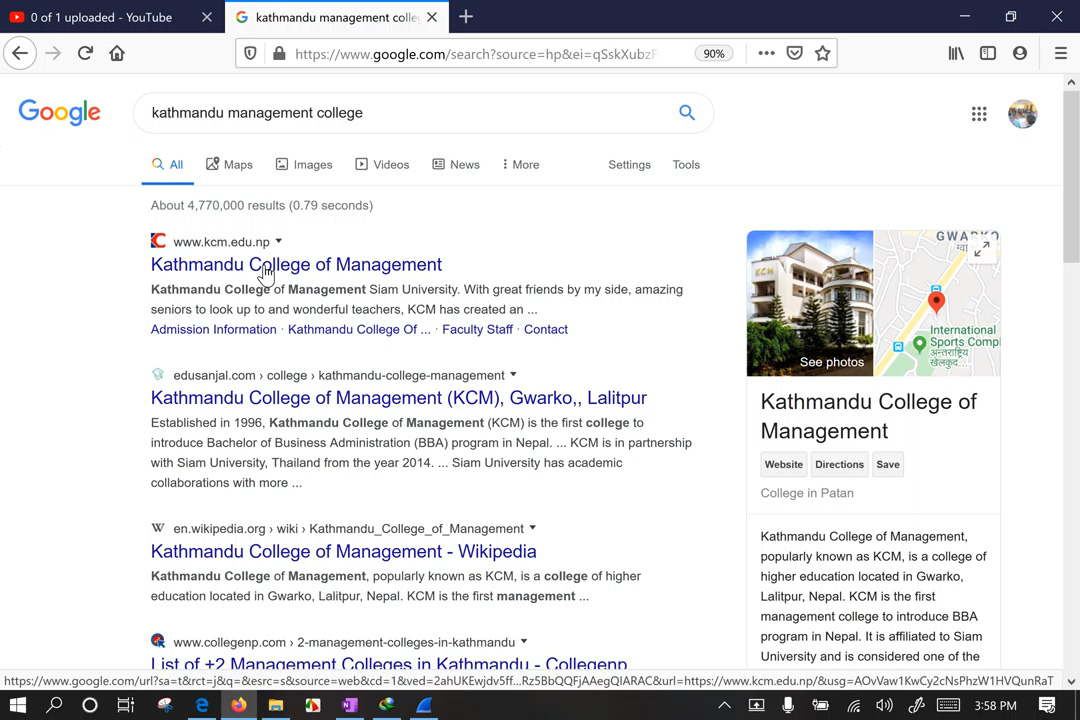 0 of 1 uploaded - YouTube
kathmandu management colle
https://www.google.com/search?source=hp&ei=qSskXubzF
90%
Google
kathmandu management college
All
Maps
Images
Videos
News
More
Settings
Tools
About 4,770,000 results (0.79 seconds)
www.kcm.edu.np
Kathmandu College of Management
Kathmandu College of Management Siam University. With great friends by my side, amazing
seniors to look up to and wonderful teachers, KCM has created an ...
Admission Information · Kathmandu College Of ... · Faculty Staff · Contact
edusanjal.com › college › kathmandu-college-management
Kathmandu College of Management (KCM), Gwarko,, Lalitpur
Established in 1996, Kathmandu College of Management (KCM) is the first college to
introduce Bachelor of Business Administration (BBA) program in Nepal. ... KCM is in partnership
with Siam University, Thailand from the year 2014. ... Siam University has academic
collaborations with more ...
en.wikipedia.org › wiki › Kathmandu_College_of_Management
Kathmandu College of Management - Wikipedia
Kathmandu College of Management, popularly known as KCM, is a college of higher
education located in Gwarko, Lalitpur, Nepal. KCM is the first management ...
www.collegenp.com › 2-management-colleges-in-kathmandu
List of +2 Management Colleges in Kathmandu - Collegenp
KCM
See photos
GWARKO
International
Sports Compl
Kathmandu College of
Management
Website
Directions
Save
College in Patan
Kathmandu College of Management,
popularly known as KCM, is a college of
higher education located in Gwarko,
Lalitpur, Nepal. KCM is the first
management college to introduce BBA
program in Nepal. It is affiliated to Siam
University and is considered one of the
https://www.google.com/url?sa=t&rct=j&q=&esrc=s&source=web&cd=1&ved=2ahUKEwjdv5ff...Rz5BbQQFjAAegQIARAC&url=https://www.kcm.edu.np/&usg=AOvVaw1KwCy2cNsPhzW1HVQunRaT
3:58 PM